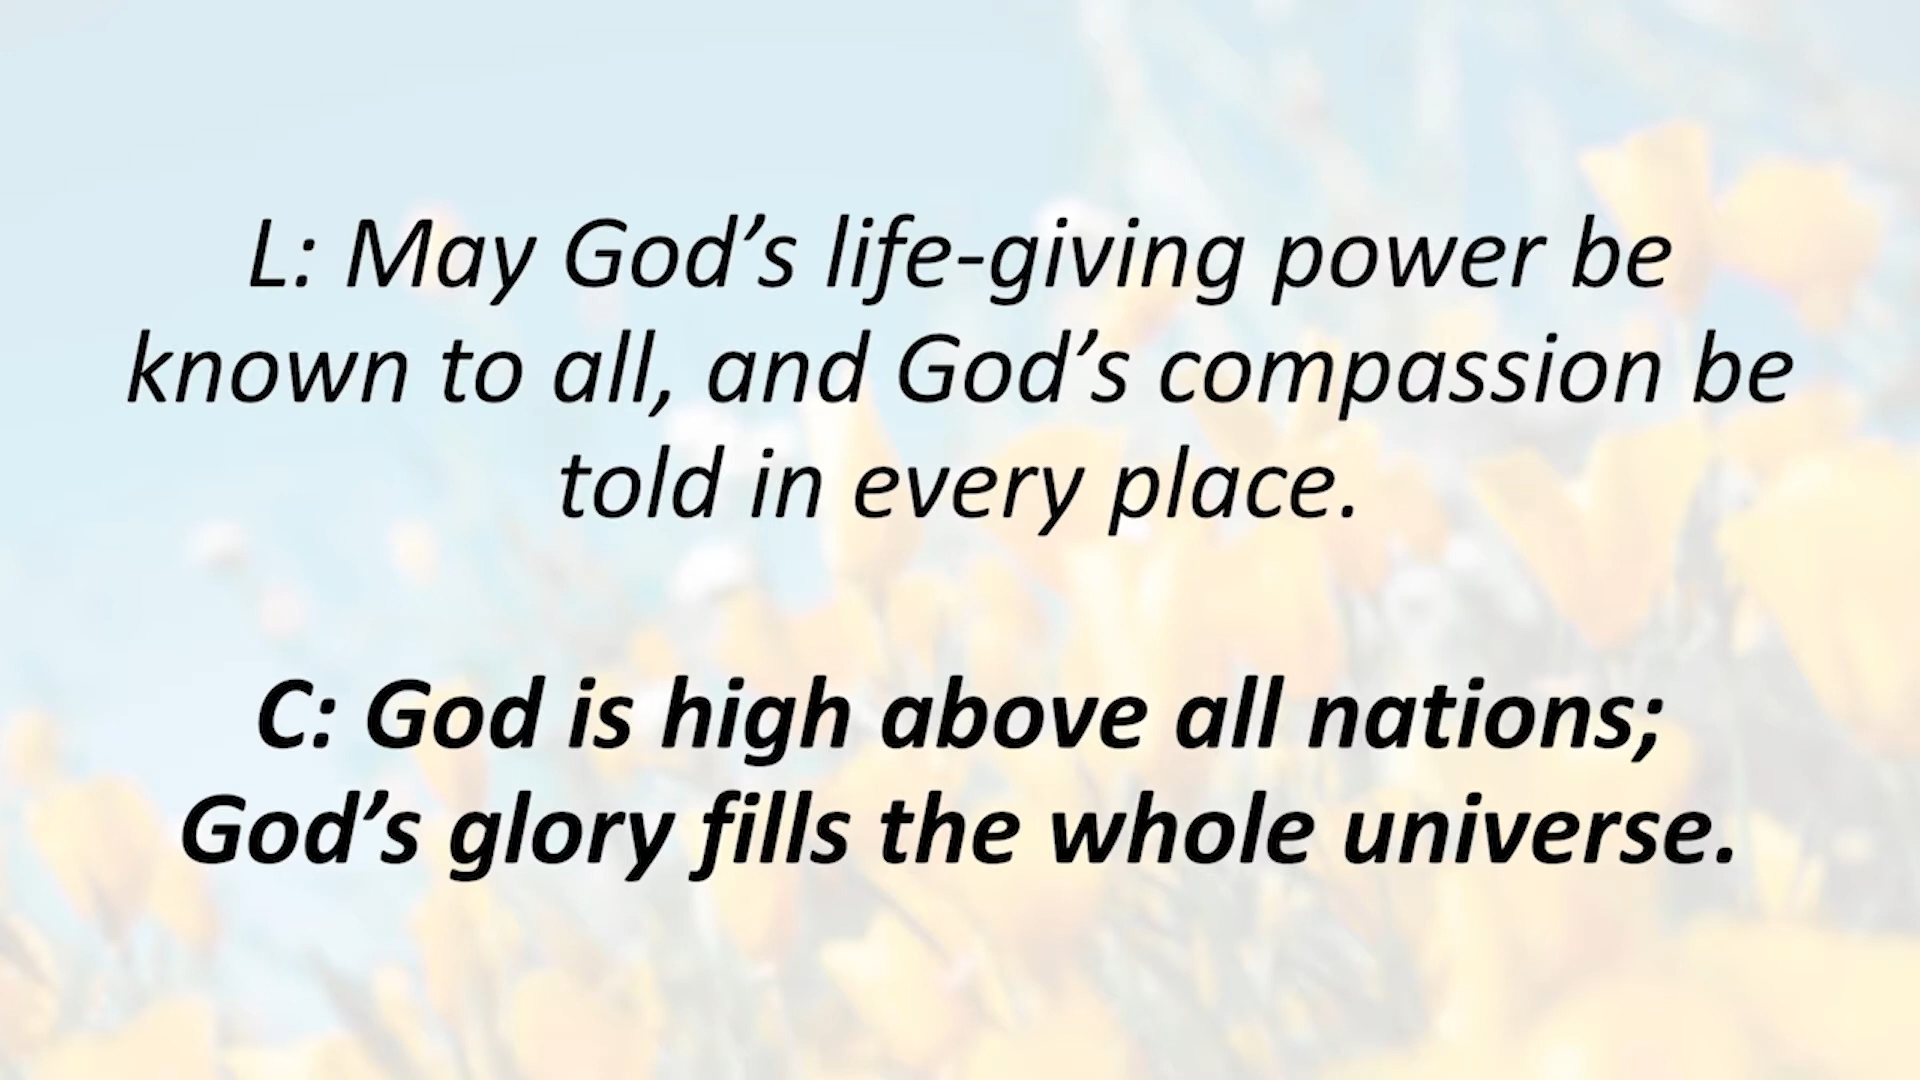 L: May God’s life-giving power be
known to all, and God’s compassion be
told in every place.
C: God is high above all nations;
God’s glory fills the whole universe.